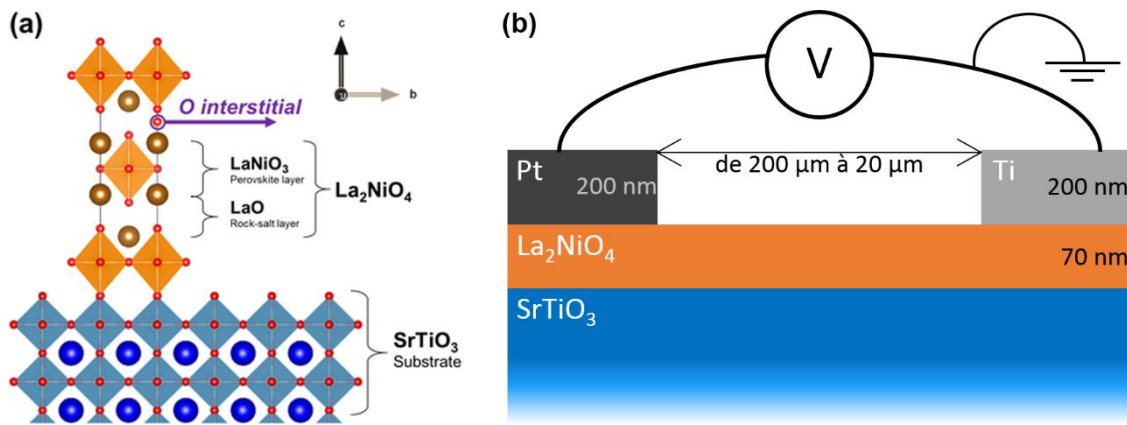 (a)
c
b
O interstitial
LaNiO₃
Perovskite layer
LaO
Rock-salt layer
La₂NiO₄
SrTiO₃
Substrate
(b)
V
Pt
200 nm
de 200 µm à 20 µm
Ti
200 nm
La₂NiO₄
70 nm
SrTiO₃